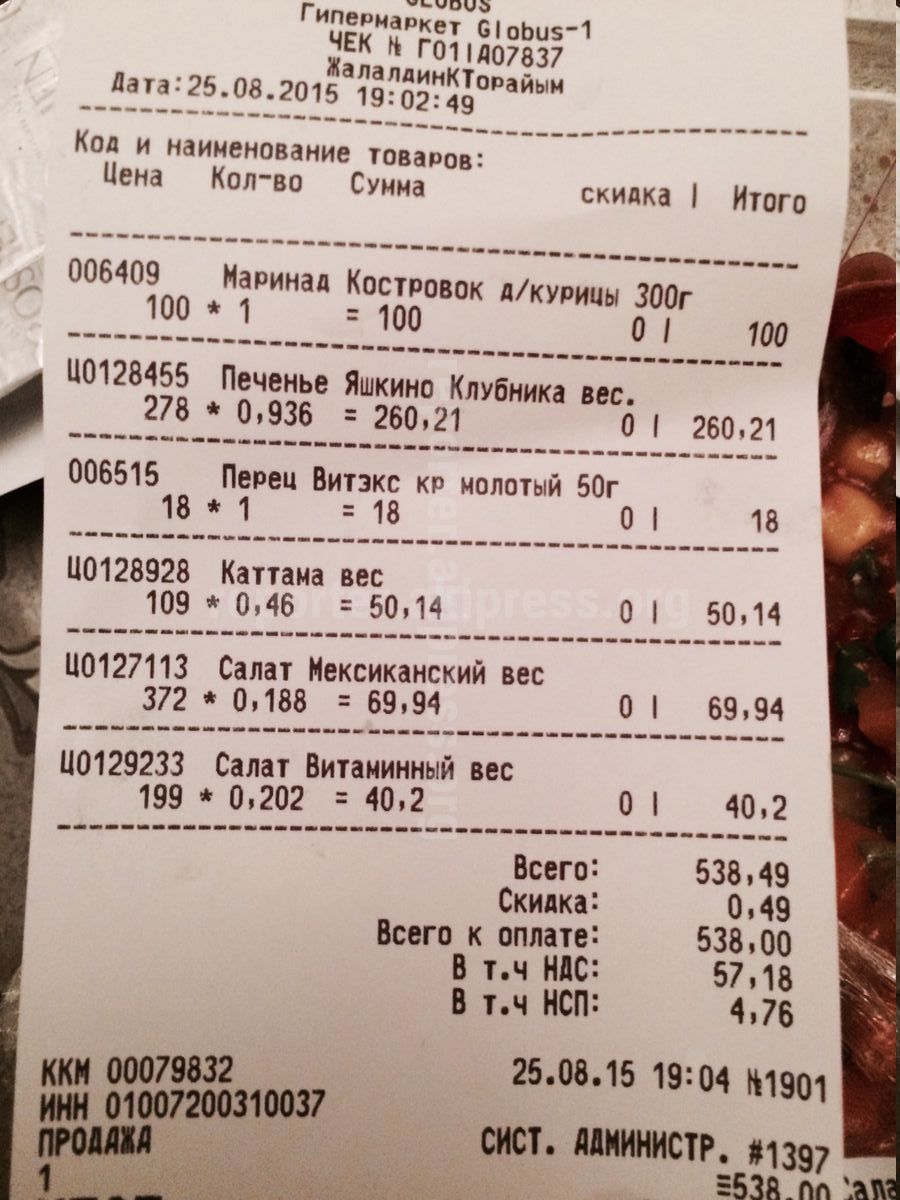 GLOBUS
Гипермаркет Globus-1
ЧЕК № Г01IA07837
ЖалалдинКТорайым
Дата:25.08.2015 19:02:49
Код и наименование товаров:
Цена Кол-во Сумма скидка | Итого
006409 Маринад Костровок д/курицы 300г
100 * 1 = 100 0 | 100
Ц0128455 Печенье Яшкино Клубника вес.
278 * 0,936 = 260,21 0 | 260,21
006515 Перец Витэкс кр молотый 50г
18 * 1 = 18 0 | 18
Ц0128928 Каттама вес
109 * 0,46 = 50,14 0 | 50,14
Ц0127113 Салат Мексиканский вес
372 * 0,188 = 69,94 0 | 69,94
Ц0129233 Салат Витаминный вес
199 * 0,202 = 40,2 0 | 40,2
Всего: 538,49
Скидка: 0,49
Всего к оплате: 538,00
В т.ч НДС: 57,18
В т.ч НСП: 4,76
ККМ 00079832 25.08.15 19:04 №1901
ИНН 01007200310037
ПРОДАЖА СИСТ. АДМИНИСТР. #1397
1 ≡538.00